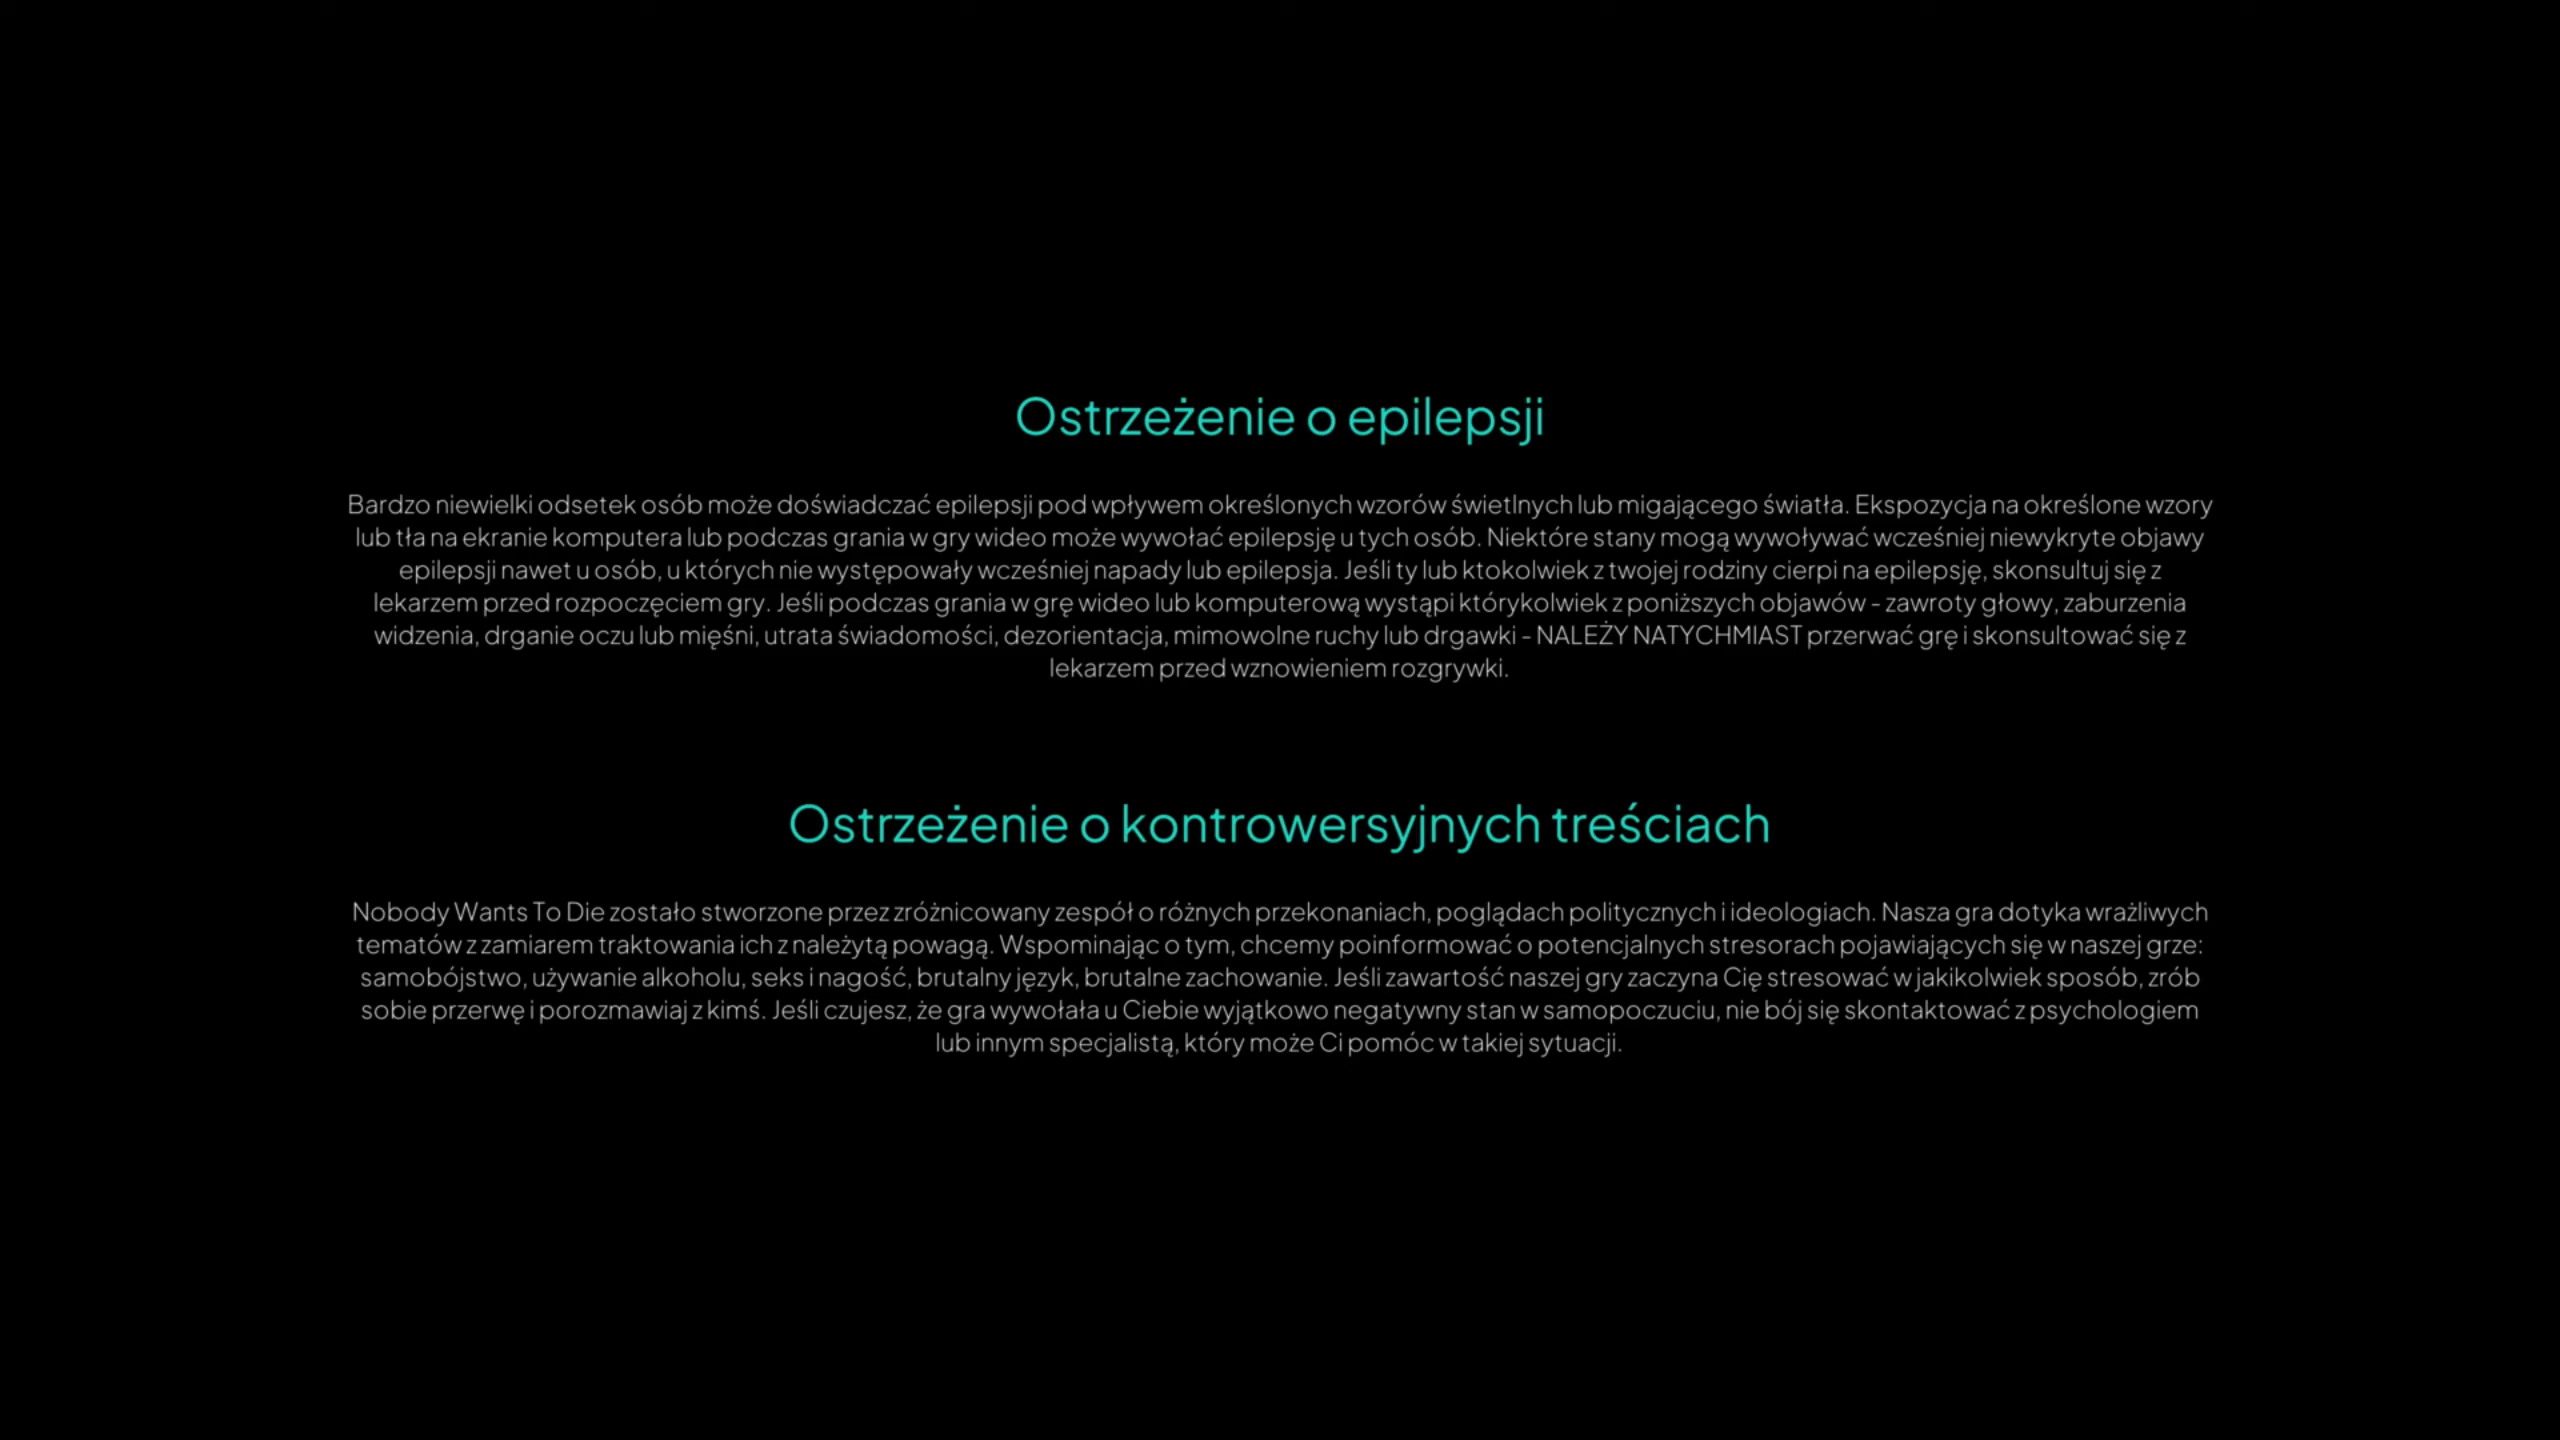 Ostrzeżenie o epilepsji
Bardzo niewielki odsetek osób może doświadczać epilepsji pod wpływem określonych wzorów świetlnych lub migającego światła. Ekspozycja na określone wzory
lub tła na ekranie komputera lub podczas grania w gry wideo może wywołać epilepsję u tych osób. Niektóre stany mogą wywoływać wcześniej niewykryte objawy
epilepsji nawet u osób, u których nie występowały wcześniej napady lub epilepsja. Jeśli ty lub ktokolwiek z twojej rodziny cierpi na epilepsję, skonsultuj się z
lekarzem przed rozpoczęciem gry. Jeśli podczas grania w grę wideo lub komputerową wystąpi którykolwiek z poniższych objawów - zawroty głowy, zaburzenia
widzenia, drganie oczu lub mięśni, utrata świadomości, dezorientacja, mimowolne ruchy lub drgawki - NALEŻY NATYCHMIAST przerwać grę i skonsultować się z
lekarzem przed wznowieniem rozgrywki.
Ostrzeżenie o kontrowersyjnych treściach
Nobody Wants To Die zostało stworzone przez zróżnicowany zespół o różnych przekonaniach, poglądach politycznych i ideologiach. Nasza gra dotyka wrażliwych
tematów z zamiarem traktowania ich z należytą powagą. Wspominając o tym, chcemy poinformować o potencjalnych stresorach pojawiających się w naszej grze:
samobójstwo, używanie alkoholu, seks i nagość, brutalny język, brutalne zachowanie. Jeśli zawartość naszej gry zaczyna Cię stresować w jakikolwiek sposób, zrób
sobie przerwę i porozmawiaj z kimś. Jeśli czujesz, że gra wywołała u Ciebie wyjątkowo negatywny stan w samopoczuciu, nie bój się skontaktować z psychologiem
lub innym specjalistą, który może Ci pomóc w takiej sytuacji.